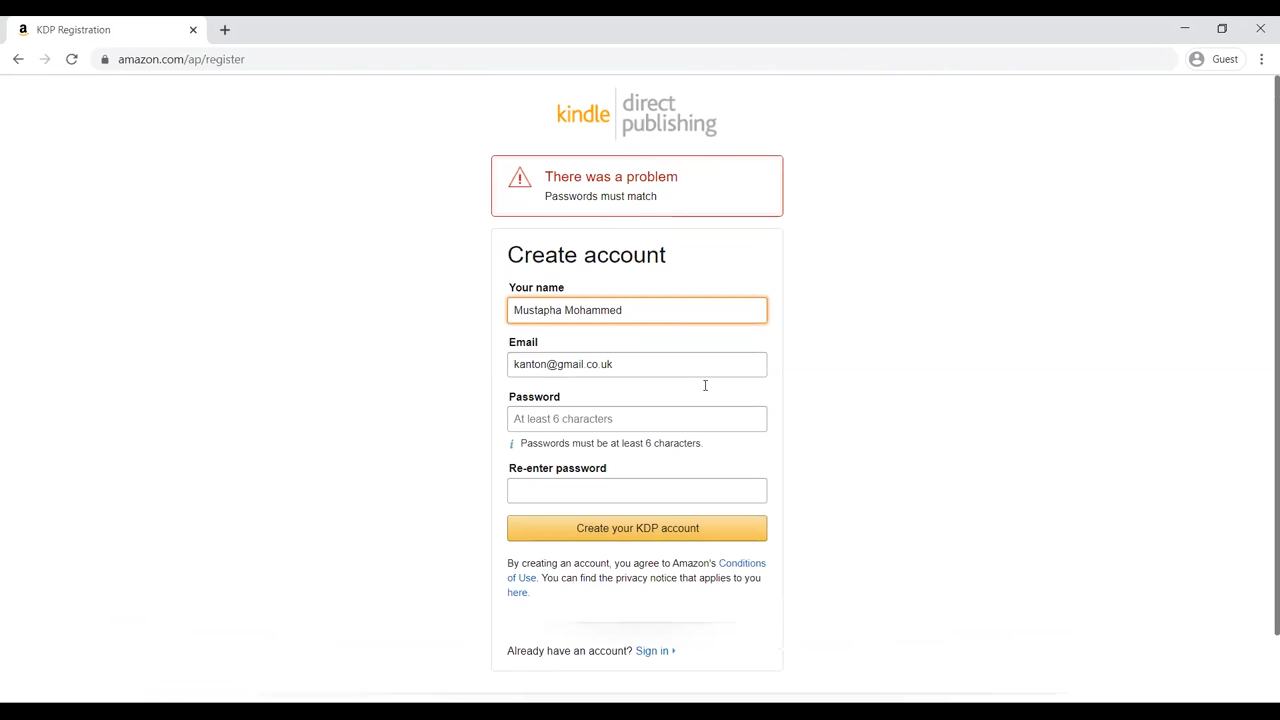 KDP Registration
amazon.com/ap/register
Guest
kindle direct publishing
There was a problem
Passwords must match
Create account
Your name
Mustapha Mohammed
Email
kanton@gmail.co.uk
Password
At least 6 characters
i Passwords must be at least 6 characters.
Re-enter password
Create your KDP account
By creating an account, you agree to Amazon's Conditions
of Use. You can find the privacy notice that applies to you
here.
Already have an account? Sign in